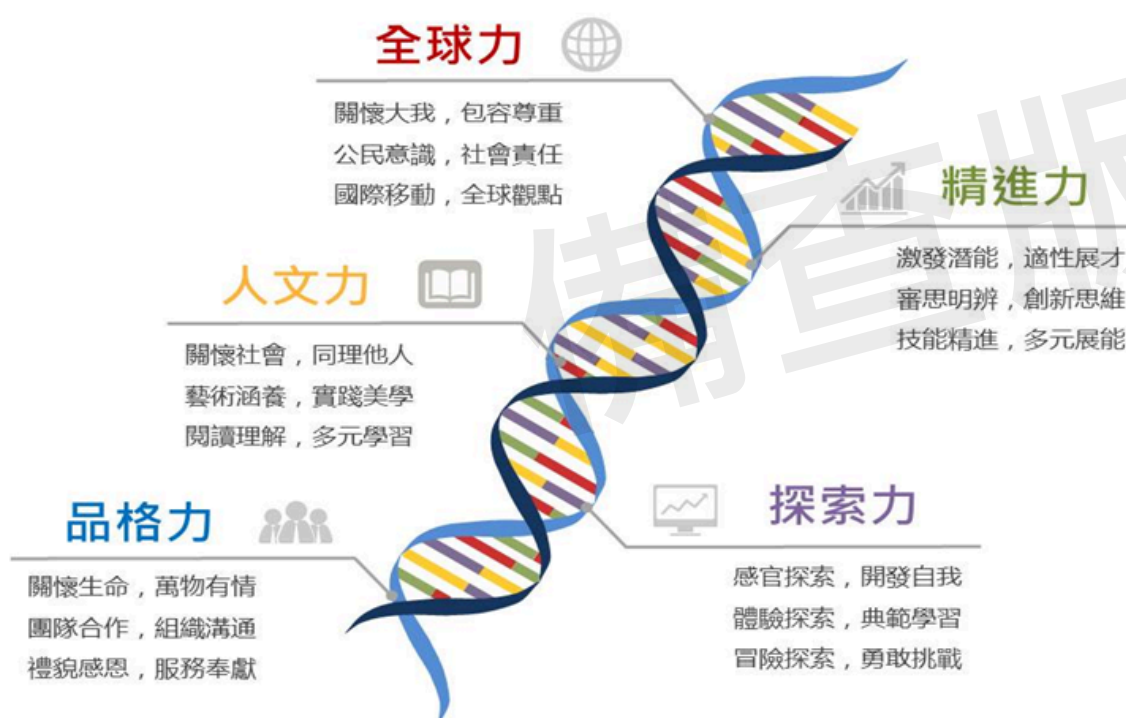 全球力
關懷大我，包容尊重
公民意識，社會責任
國際移動，全球觀點
精進力
激發潛能，適性展才
審思明辨，創新思維
技能精進，多元展能
人文力
關懷社會，同理他人
藝術涵養，實踐美學
閱讀理解，多元學習
品格力
關懷生命，萬物有情
團隊合作，組織溝通
禮貌感恩，服務奉獻
探索力
感官探索，開發自我
體驗探索，典範學習
冒險探索，勇敢挑戰
備查版